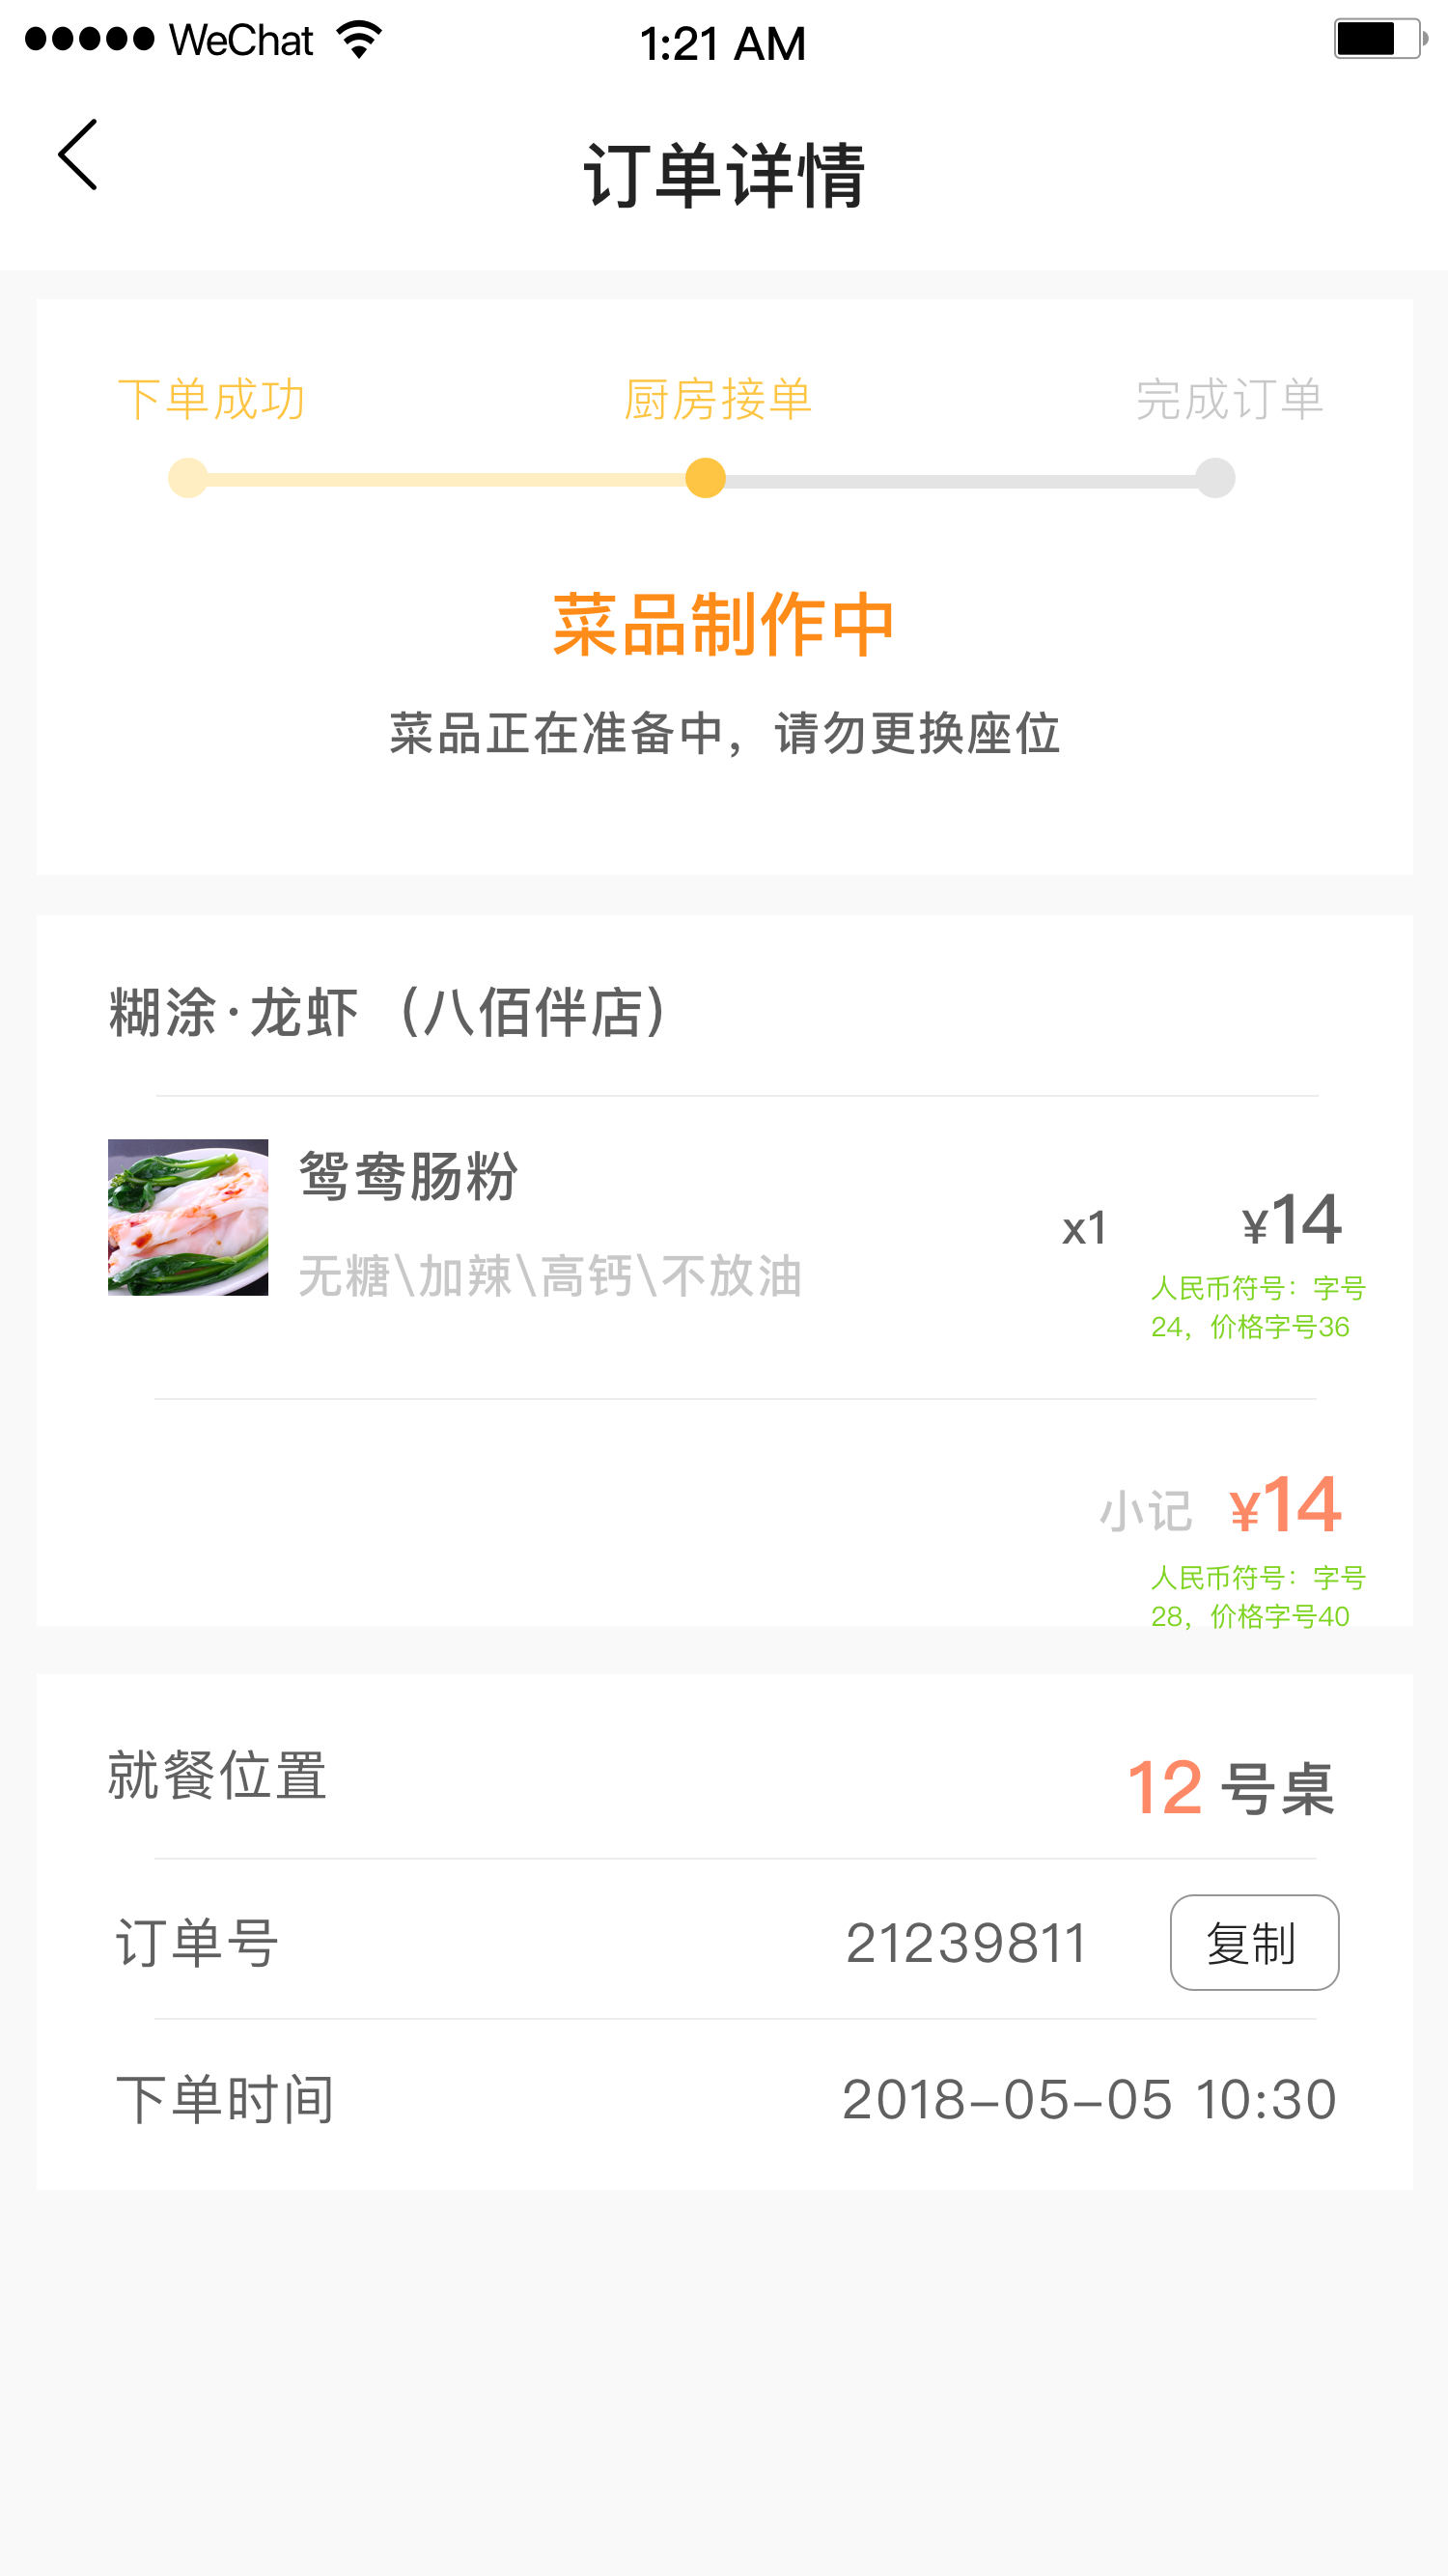 WeChat 1:21 AM
订单详情
下单成功 厨房接单 完成订单
菜品制作中
菜品正在准备中，请勿更换座位
糊涂·龙虾（八佰伴店）
鸳鸯肠粉
x1 ¥14
无糖\加辣\高钙\不放油
人民币符号：字号
24，价格字号36
小记 ¥14
人民币符号：字号
28，价格字号40
就餐位置 12 号桌
订单号 21239811 复制
下单时间 2018-05-05 10:30